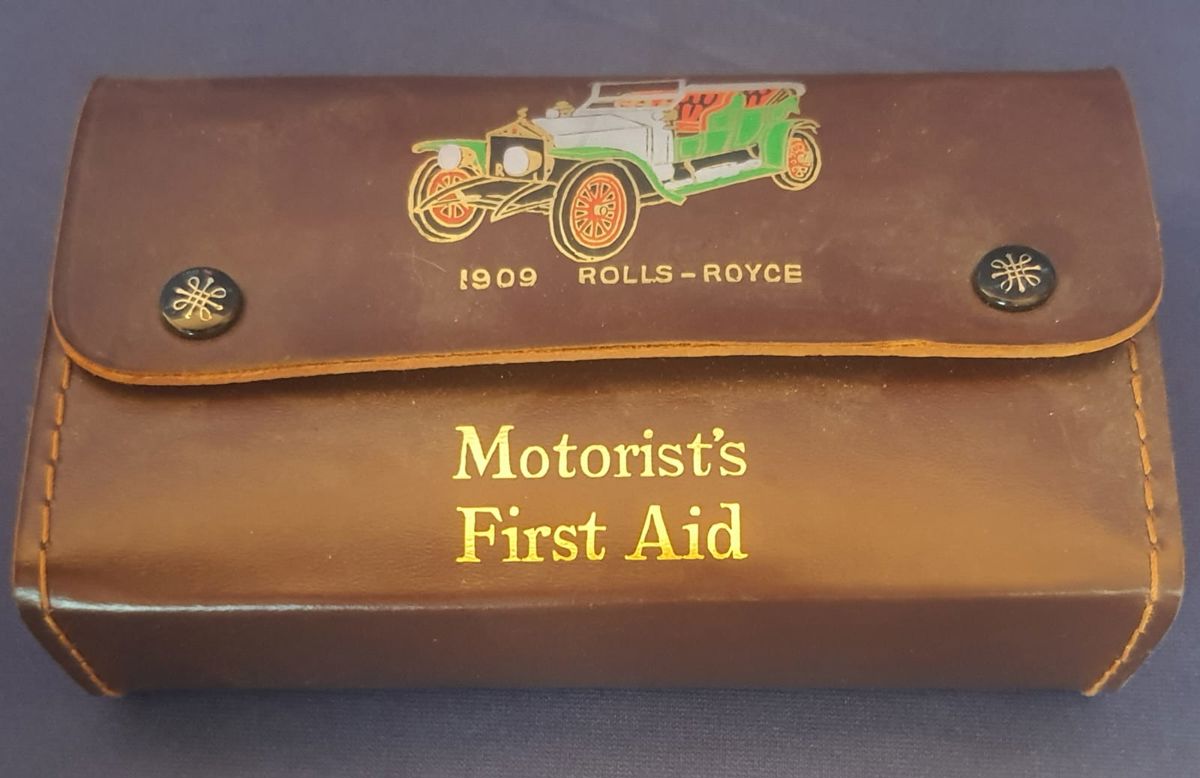 1909 ROLLS-ROYCE
Motorist's
First Aid